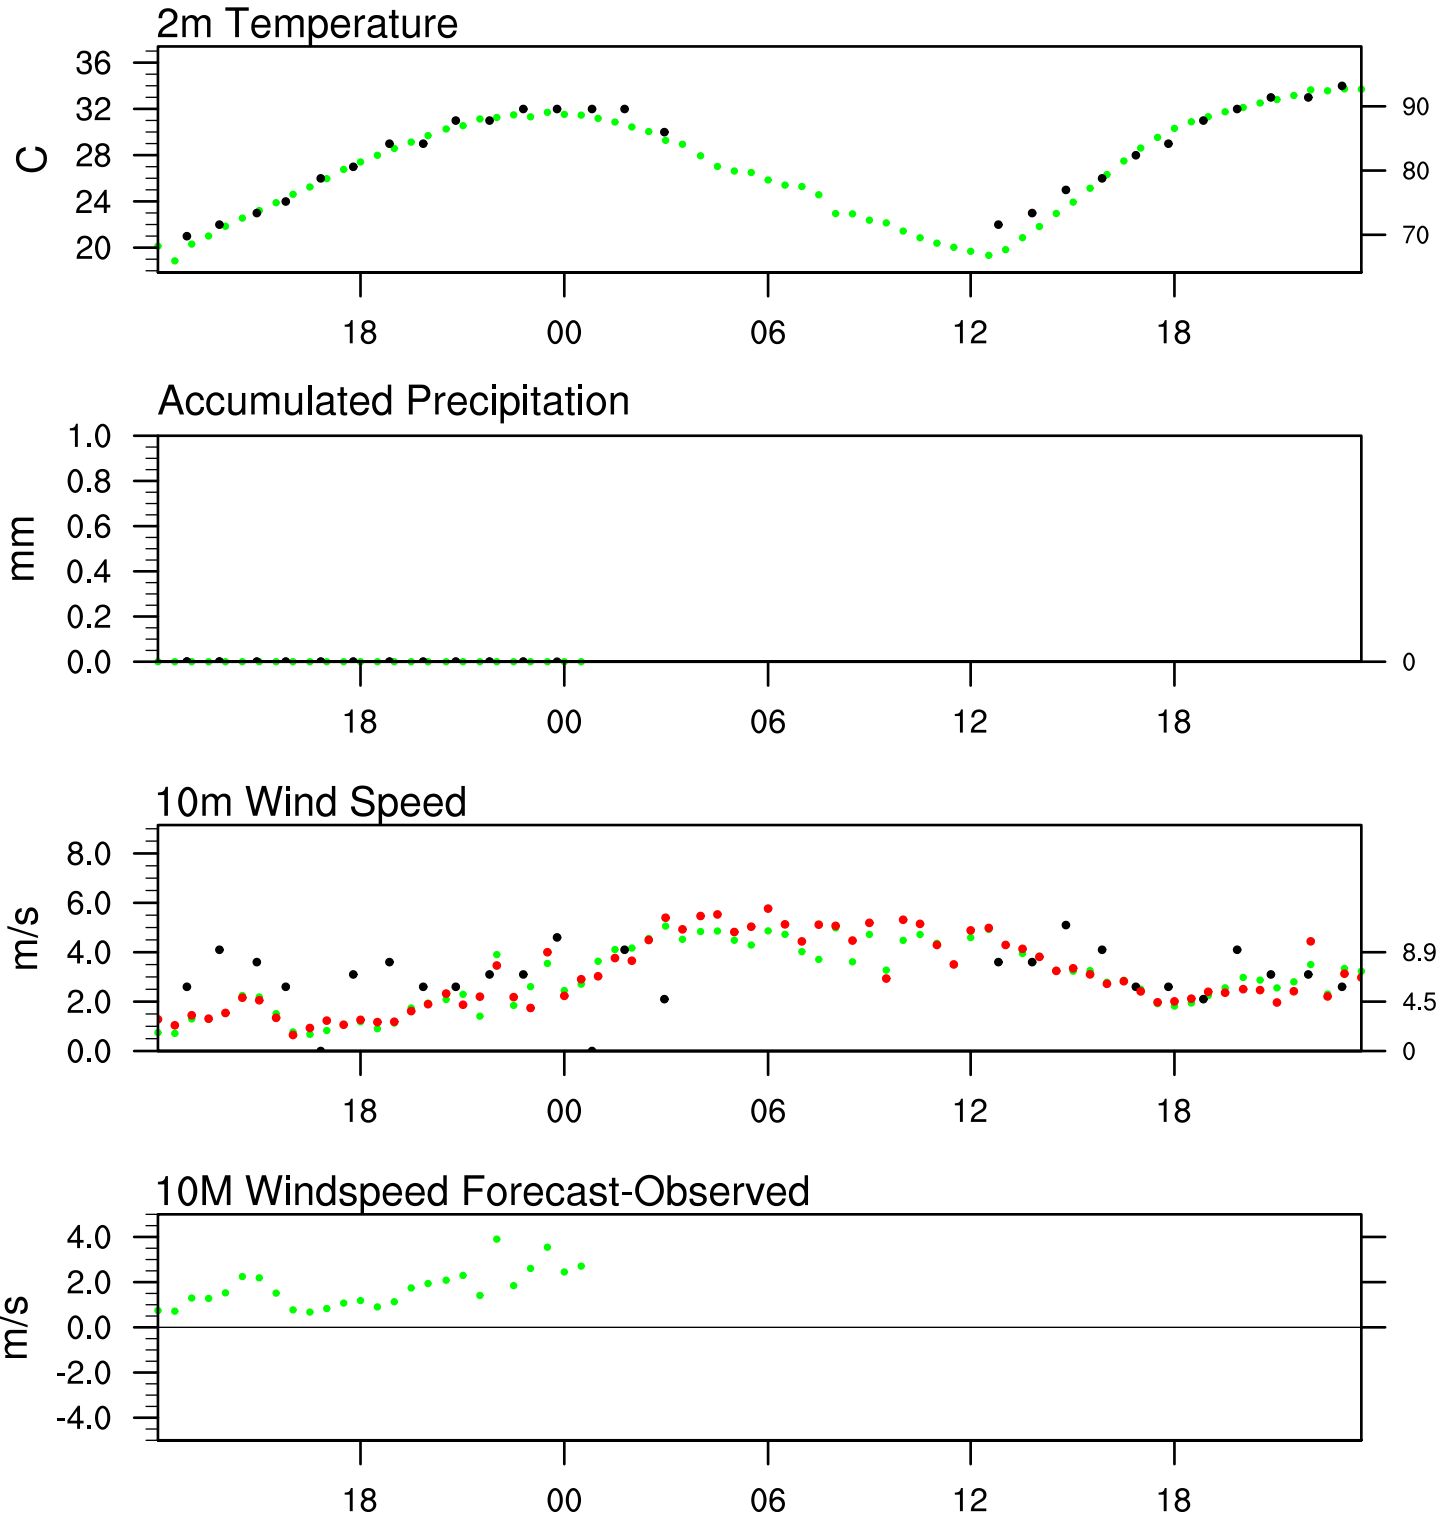 2m Temperature
36
32
28
24
20
C
90
80
70
18 00 06 12 18
Accumulated Precipitation
1.0
0.8
0.6
0.4
0.2
0.0
mm
0
18 00 06 12 18
10m Wind Speed
8.0
6.0
4.0
2.0
0.0
m/s
8.9
4.5
0
18 00 06 12 18
10M Windspeed Forecast-Observed
4.0
2.0
0.0
-2.0
-4.0
m/s
18 00 06 12 18